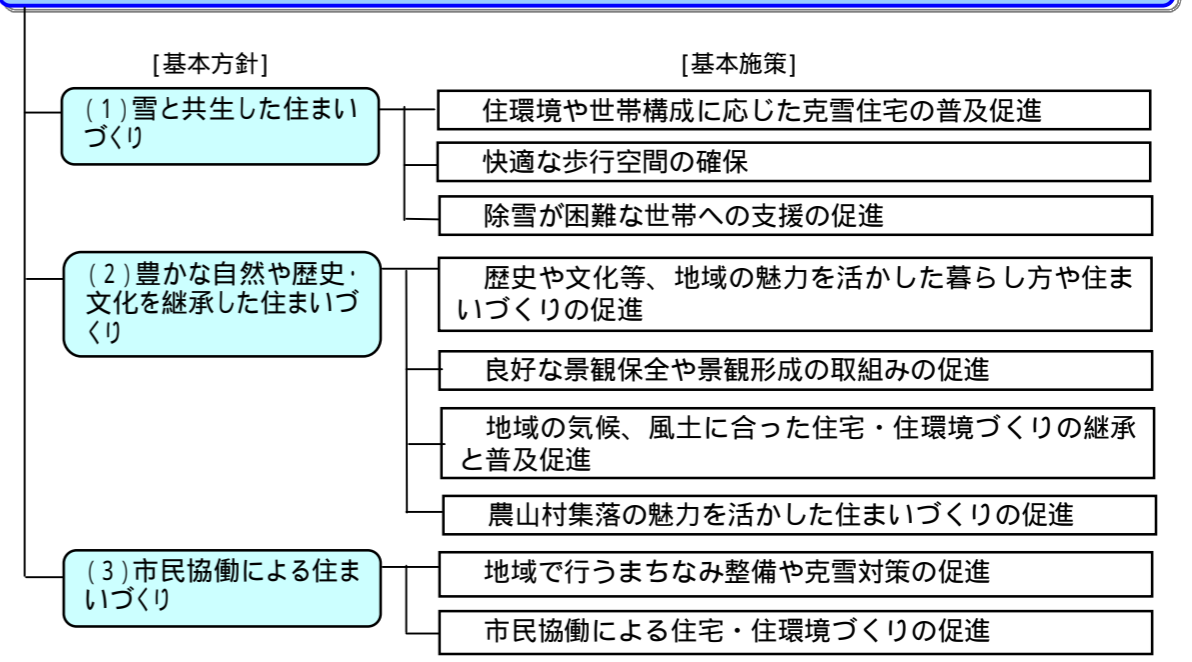 [基本方針]
[基本施策]
(1)雪と共生した住まい
づくり
住環境や世帯構成に応じた克雪住宅の普及促進
快適な歩行空間の確保
除雪が困難な世帯への支援の促進
(2)豊かな自然や歴史・
文化を継承した住まいづ
くり
歴史や文化等、地域の魅力を活かした暮らし方や住ま
いづくりの促進
良好な景観保全や景観形成の取組みの促進
地域の気候、風土に合った住宅・住環境づくりの継承
と普及促進
農山村集落の魅力を活かした住まいづくりの促進
(3)市民協働による住ま
いづくり
地域で行うまちなみ整備や克雪対策の促進
市民協働による住宅・住環境づくりの促進